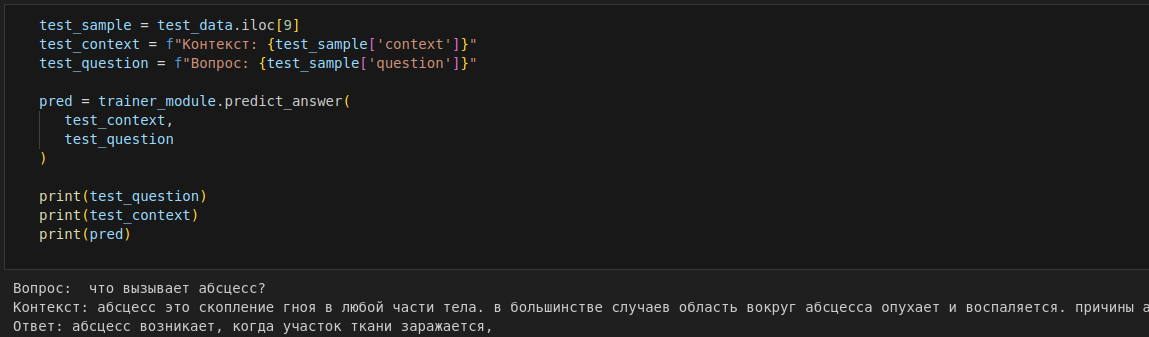 test_sample = test_data.iloc[9]
test_context = f"Контекст: {test_sample['context']}"
test_question = f"Вопрос: {test_sample['question']}"
pred = trainer_module.predict_answer(
test_context,
test_question
)
print(test_question)
print(test_context)
print(pred)
Вопрос:  что вызывает абсцесс?
Контекст: абсцесс это скопление гноя в любой части тела. в большинстве случаев область вокруг абсцесса опухает и воспаляется. причины а
Ответ: абсцесс возникает, когда участок ткани заражается,